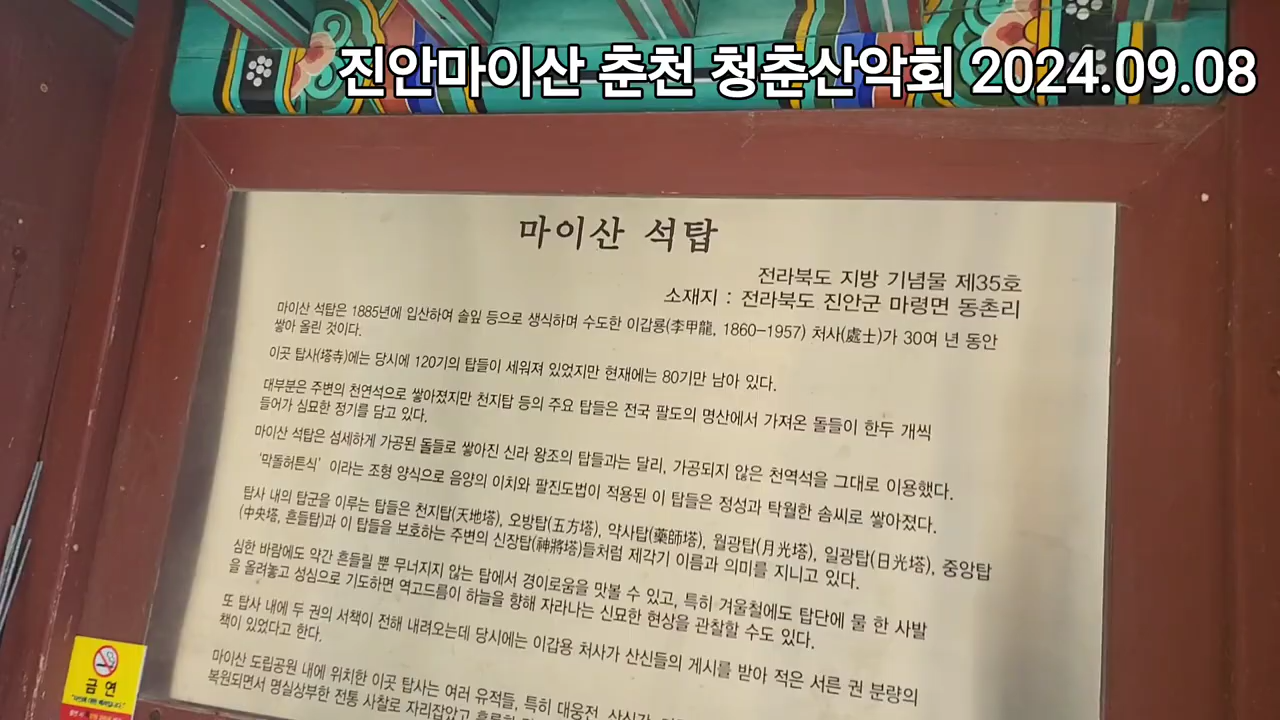 진안마이산 춘천 청춘산악회 2024.09.08
마이산 석탑
전라북도 지방 기념물 제35호
소재지 : 전라북도 진안군 마령면 동촌리
마이산 석탑은 1885년에 입산하여 솔잎 등으로 생식하며 수도한 이갑룡(李甲龍, 1860-1957) 처사(處士)가 30여 년 동안
쌓아 올린 것이다.
이곳 탑사(塔寺)에는 당시에 120기의 탑들이 세워져 있었지만 현재에는 80기만 남아 있다.
대부분은 주변의 천연석으로 쌓아졌지만 천지탑 등의 주요 탑들은 전국 팔도의 명산에서 가져온 돌들이 한두 개씩
들어가 심묘한 정기를 담고 있다.
마이산 석탑은 섬세하게 가공된 돌들로 쌓아진 신라 왕조의 탑들과는 달리, 가공되지 않은 천역석을 그대로 이용했다.
‘막돌허튼식’ 이라는 조형 양식으로 음양의 이치와 팔진도법이 적용된 이 탑들은 정성과 탁월한 솜씨로 쌓아졌다.
탑사 내의 탑군을 이루는 탑들은 천지탑(天地塔), 오방탑(五方塔), 약사탑(藥師塔), 월광탑(月光塔), 일광탑(日光塔), 중앙탑
(中央塔, 흔들탑)과 이 탑들을 보호하는 주변의 신장탑(神將塔)들처럼 제각기 이름과 의미를 지니고 있다.
심한 바람에도 약간 흔들릴 뿐 무너지지 않는 탑에서 경이로움을 맛볼 수 있고, 특히 겨울철에도 탑단에 물 한 사발
을 올려놓고 성심으로 기도하면 역고드름이 하늘을 향해 자라나는 신묘한 현상을 관찰할 수도 있다.
또 탑사 내에 두 권의 서책이 전해 내려오는데 당시에는 이갑용 처사가 산신들의 계시를 받아 적은 서른 권 분량의
책이 있었다고 한다.
마이산 도립공원 내에 위치한 이곳 탑사는 여러 유적들, 특히 대웅전, 산신각,
복원되면서 명실상부한 전통 사찰로 자리잡았고
금연